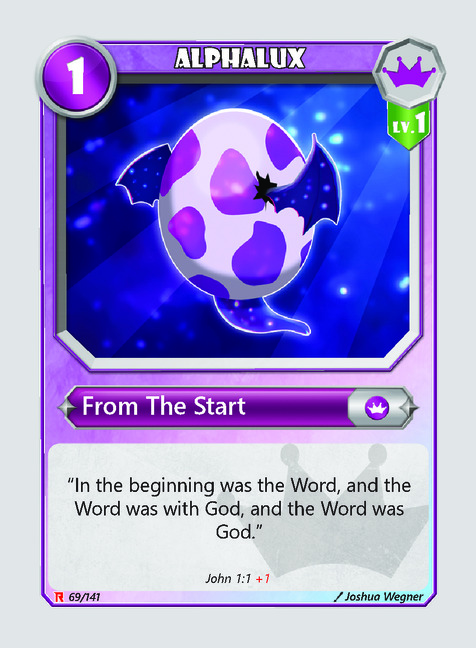 1
ALPHALUX
LV.1
From The Start
“In the beginning was the Word, and the
Word was with God, and the Word was
God.”
John 1:1 +1
R 69/141
Joshua Wegner